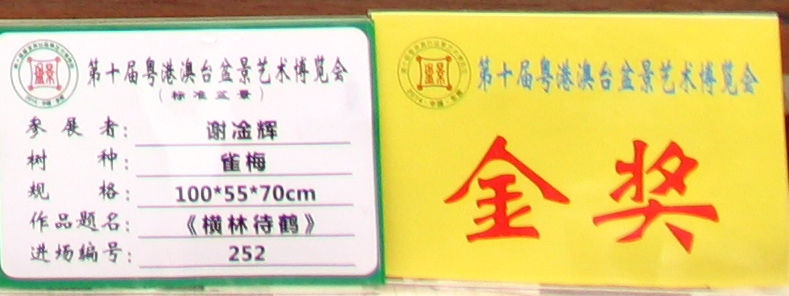 第十届粤港澳台盆景艺术博览会
(标准盆景)
参展者: 谢淦辉
树种: 雀梅
规格: 100*55*70cm
作品题名: 《横林待鹤》
进场编号: 252
第十届粤港澳台盆景艺术博览会
金奖